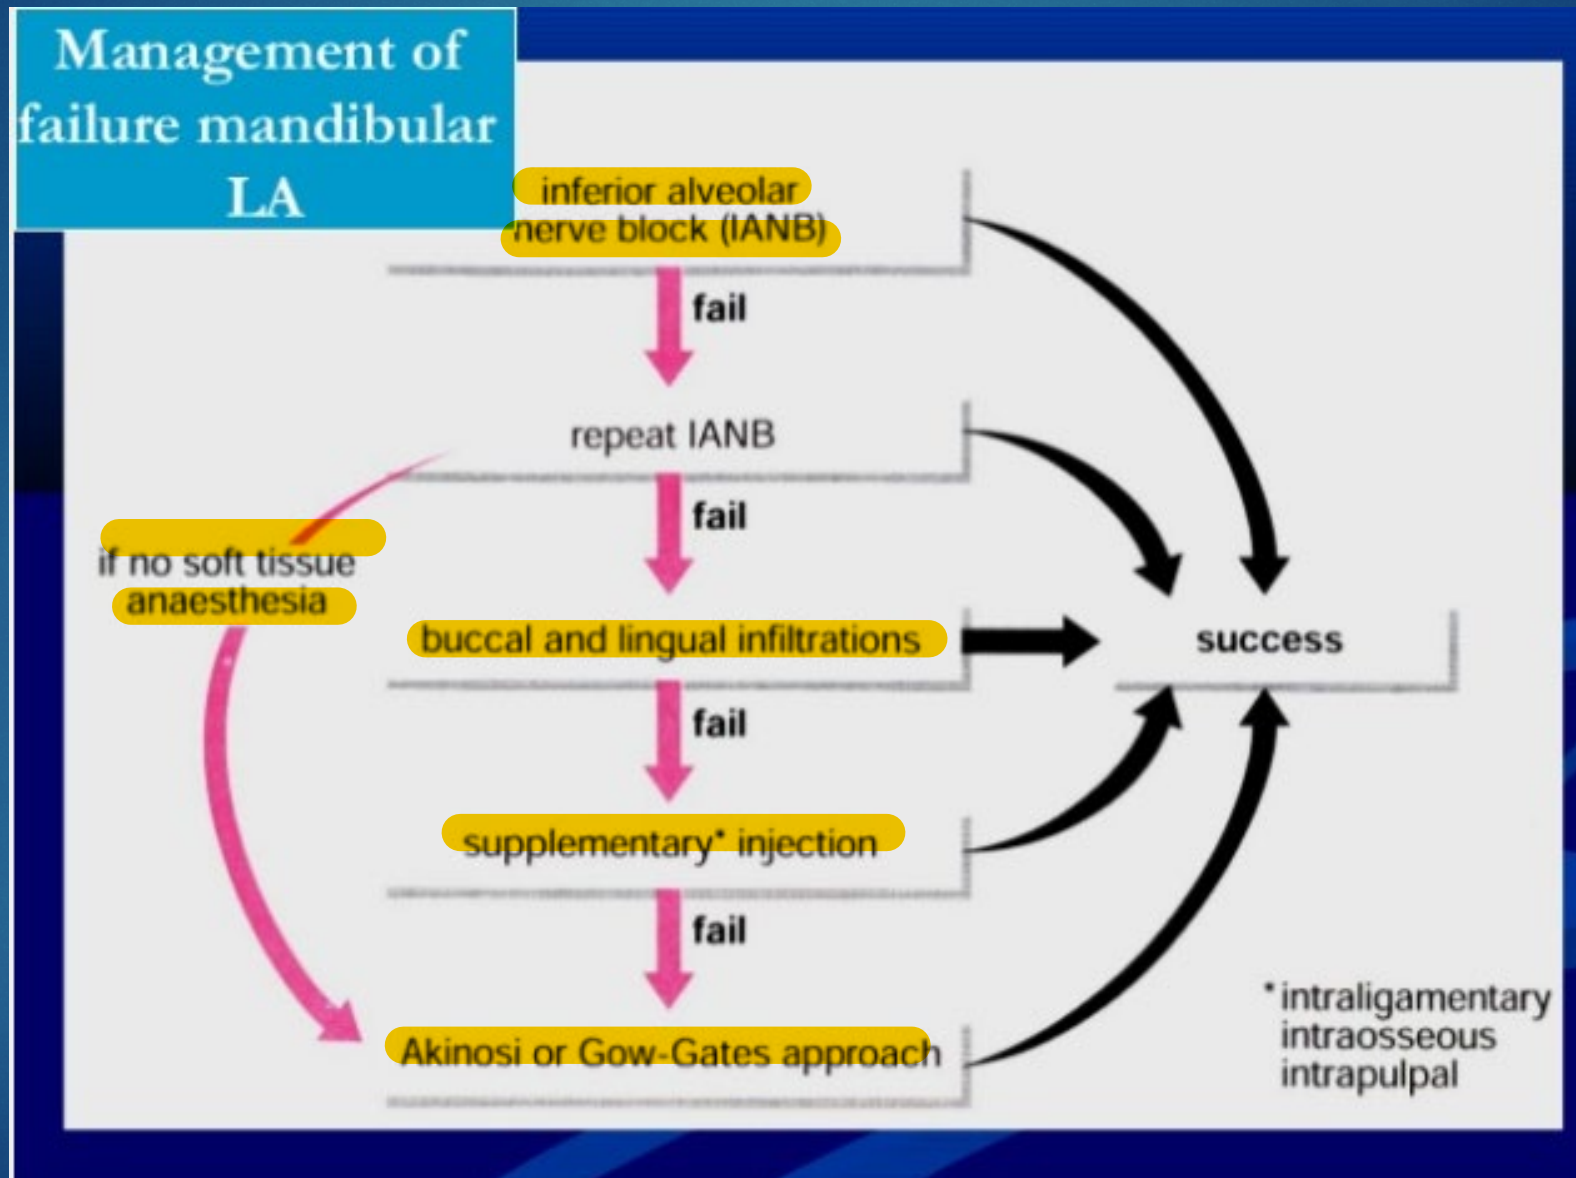 Management of
failure mandibular
LA
inferior alveolar
nerve block (IANB)
fail
repeat IANB
fail
if no soft tissue
anaesthesia
buccal and lingual infiltrations
success
fail
supplementary* injection
fail
Akinosi or Gow-Gates approach
*intraligamentary
intraosseous
intrapulpal